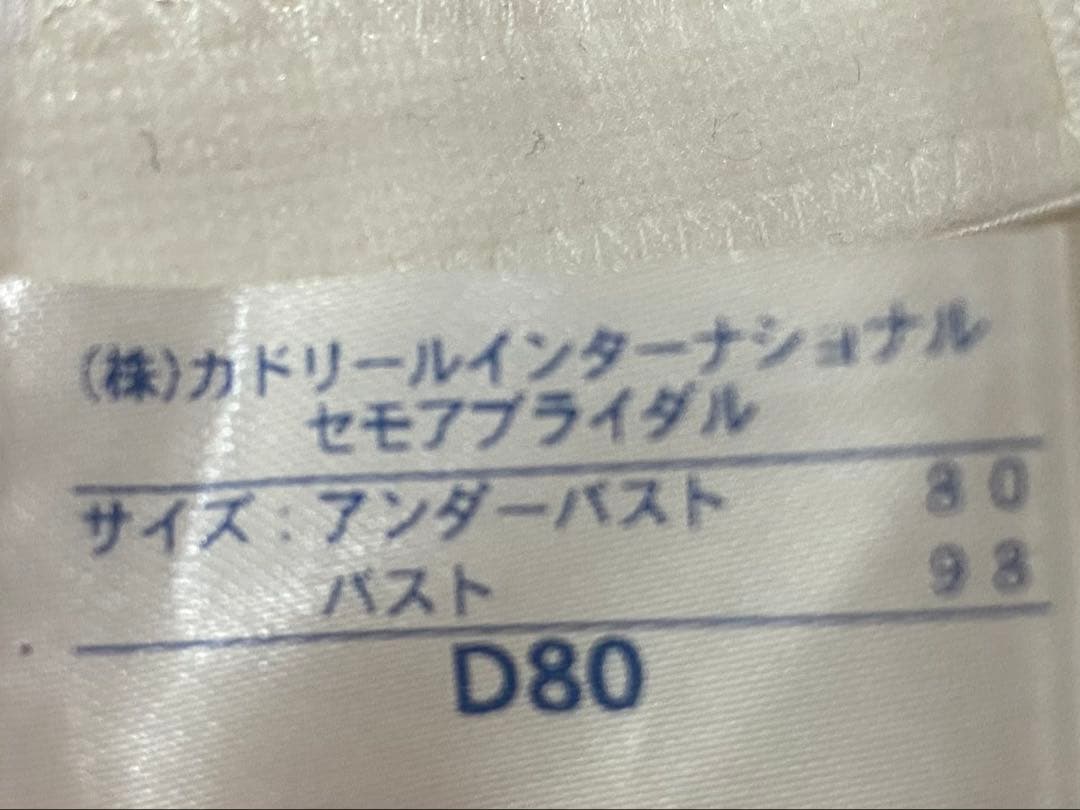 (株)カドリールインターナショナル
セモアブライダル
サイズ:アンダーバスト 80
バスト 98
D80